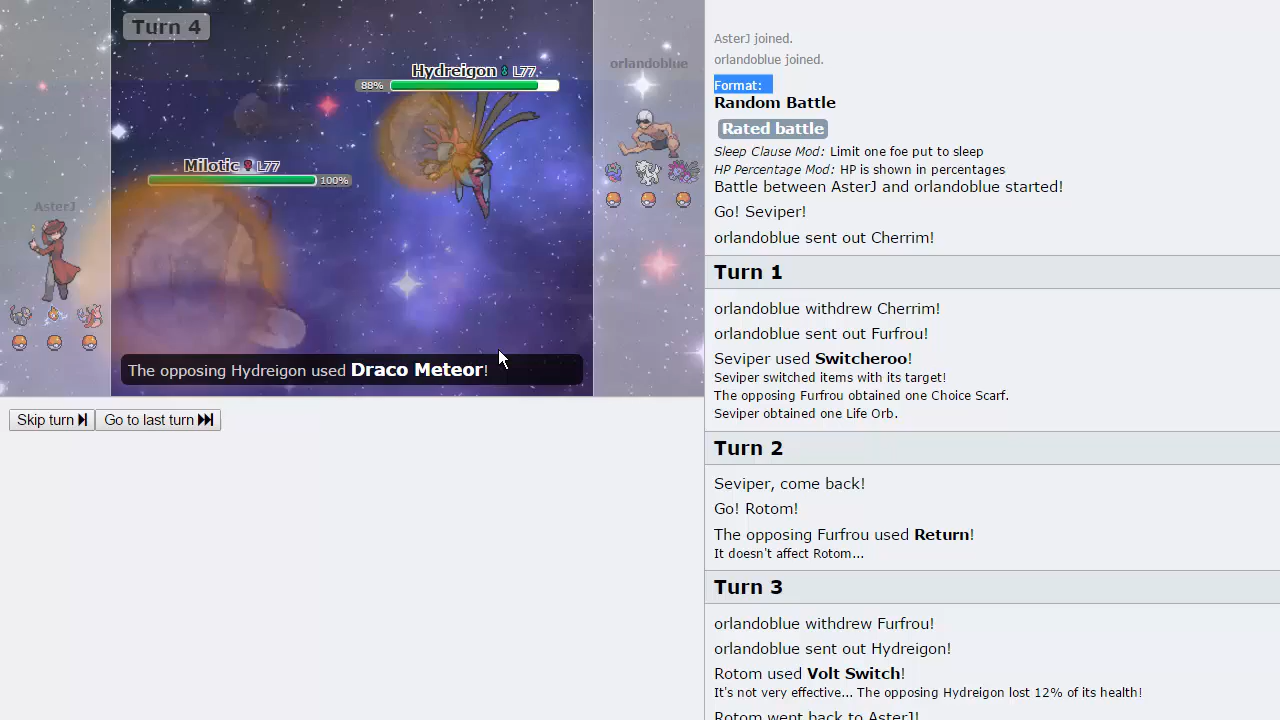 Turn 4
Hydreigon L77
88%
orlandoblue
Milotic L77
100%
AsterJ
The opposing Hydreigon used Draco Meteor!
Skip turn
Go to last turn
AsterJ joined.
orlandoblue joined.
Format:
Random Battle
Rated battle
Sleep Clause Mod: Limit one foe put to sleep
HP Percentage Mod: HP is shown in percentages
Battle between AsterJ and orlandoblue started!
Go! Seviper!
orlandoblue sent out Cherrim!
Turn 1
orlandoblue withdrew Cherrim!
orlandoblue sent out Furfrou!
Seviper used Switcheroo!
Seviper switched items with its target!
The opposing Furfrou obtained one Choice Scarf.
Seviper obtained one Life Orb.
Turn 2
Seviper, come back!
Go! Rotom!
The opposing Furfrou used Return!
It doesn't affect Rotom...
Turn 3
orlandoblue withdrew Furfrou!
orlandoblue sent out Hydreigon!
Rotom used Volt Switch!
It's not very effective... The opposing Hydreigon lost 12% of its health!
Rotom went back to AsterJ!